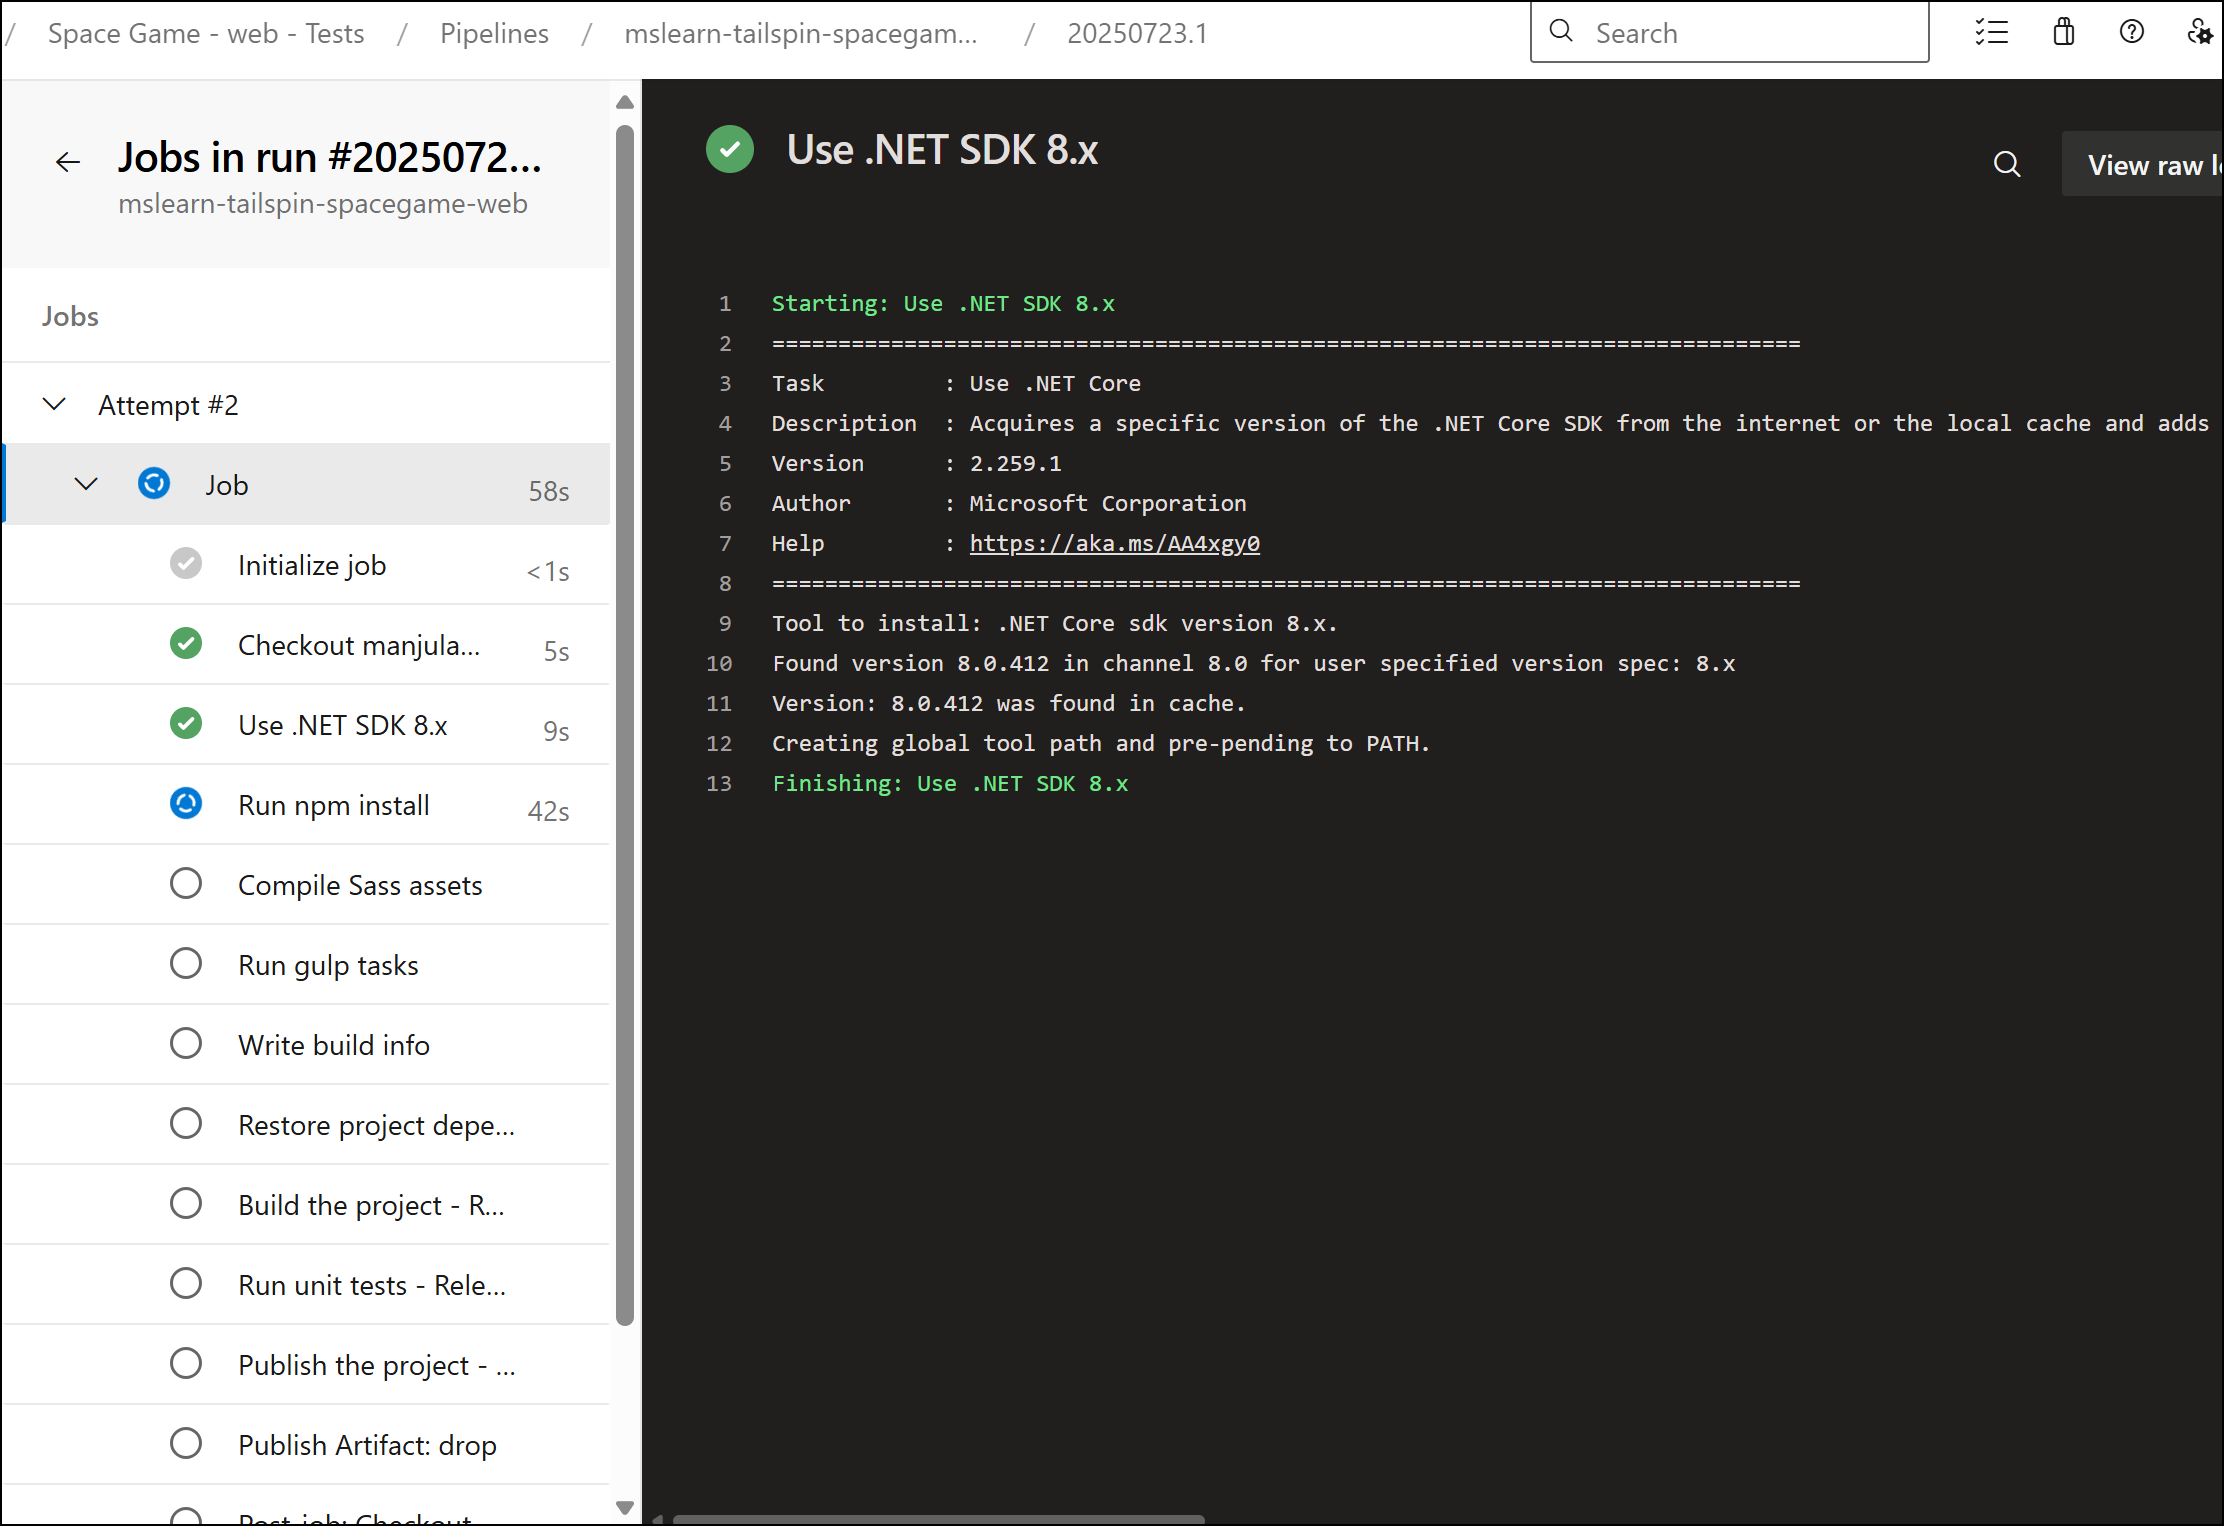 / Space Game - web - Tests / Pipelines / mslearn-tailspin-spacegam... / 20250723.1
Search
Jobs in run #2025072...
mslearn-tailspin-spacegame-web
Jobs
Attempt #2
Job 58s
Initialize job <1s
Checkout manjula... 5s
Use .NET SDK 8.x 9s
Run npm install 42s
Compile Sass assets
Run gulp tasks
Write build info
Restore project depe...
Build the project - R...
Run unit tests - Rele...
Publish the project - ...
Publish Artifact: drop
Post-job: Checkout
Use .NET SDK 8.x
View raw l
1 Starting: Use .NET SDK 8.x
2 ==============================================================================
3 Task         : Use .NET Core
4 Description  : Acquires a specific version of the .NET Core SDK from the internet or the local cache and adds
5 Version      : 2.259.1
6 Author       : Microsoft Corporation
7 Help         : https://aka.ms/AA4xgy0
8 ==============================================================================
9 Tool to install: .NET Core sdk version 8.x.
10 Found version 8.0.412 in channel 8.0 for user specified version spec: 8.x
11 Version: 8.0.412 was found in cache.
12 Creating global tool path and pre-pending to PATH.
13 Finishing: Use .NET SDK 8.x